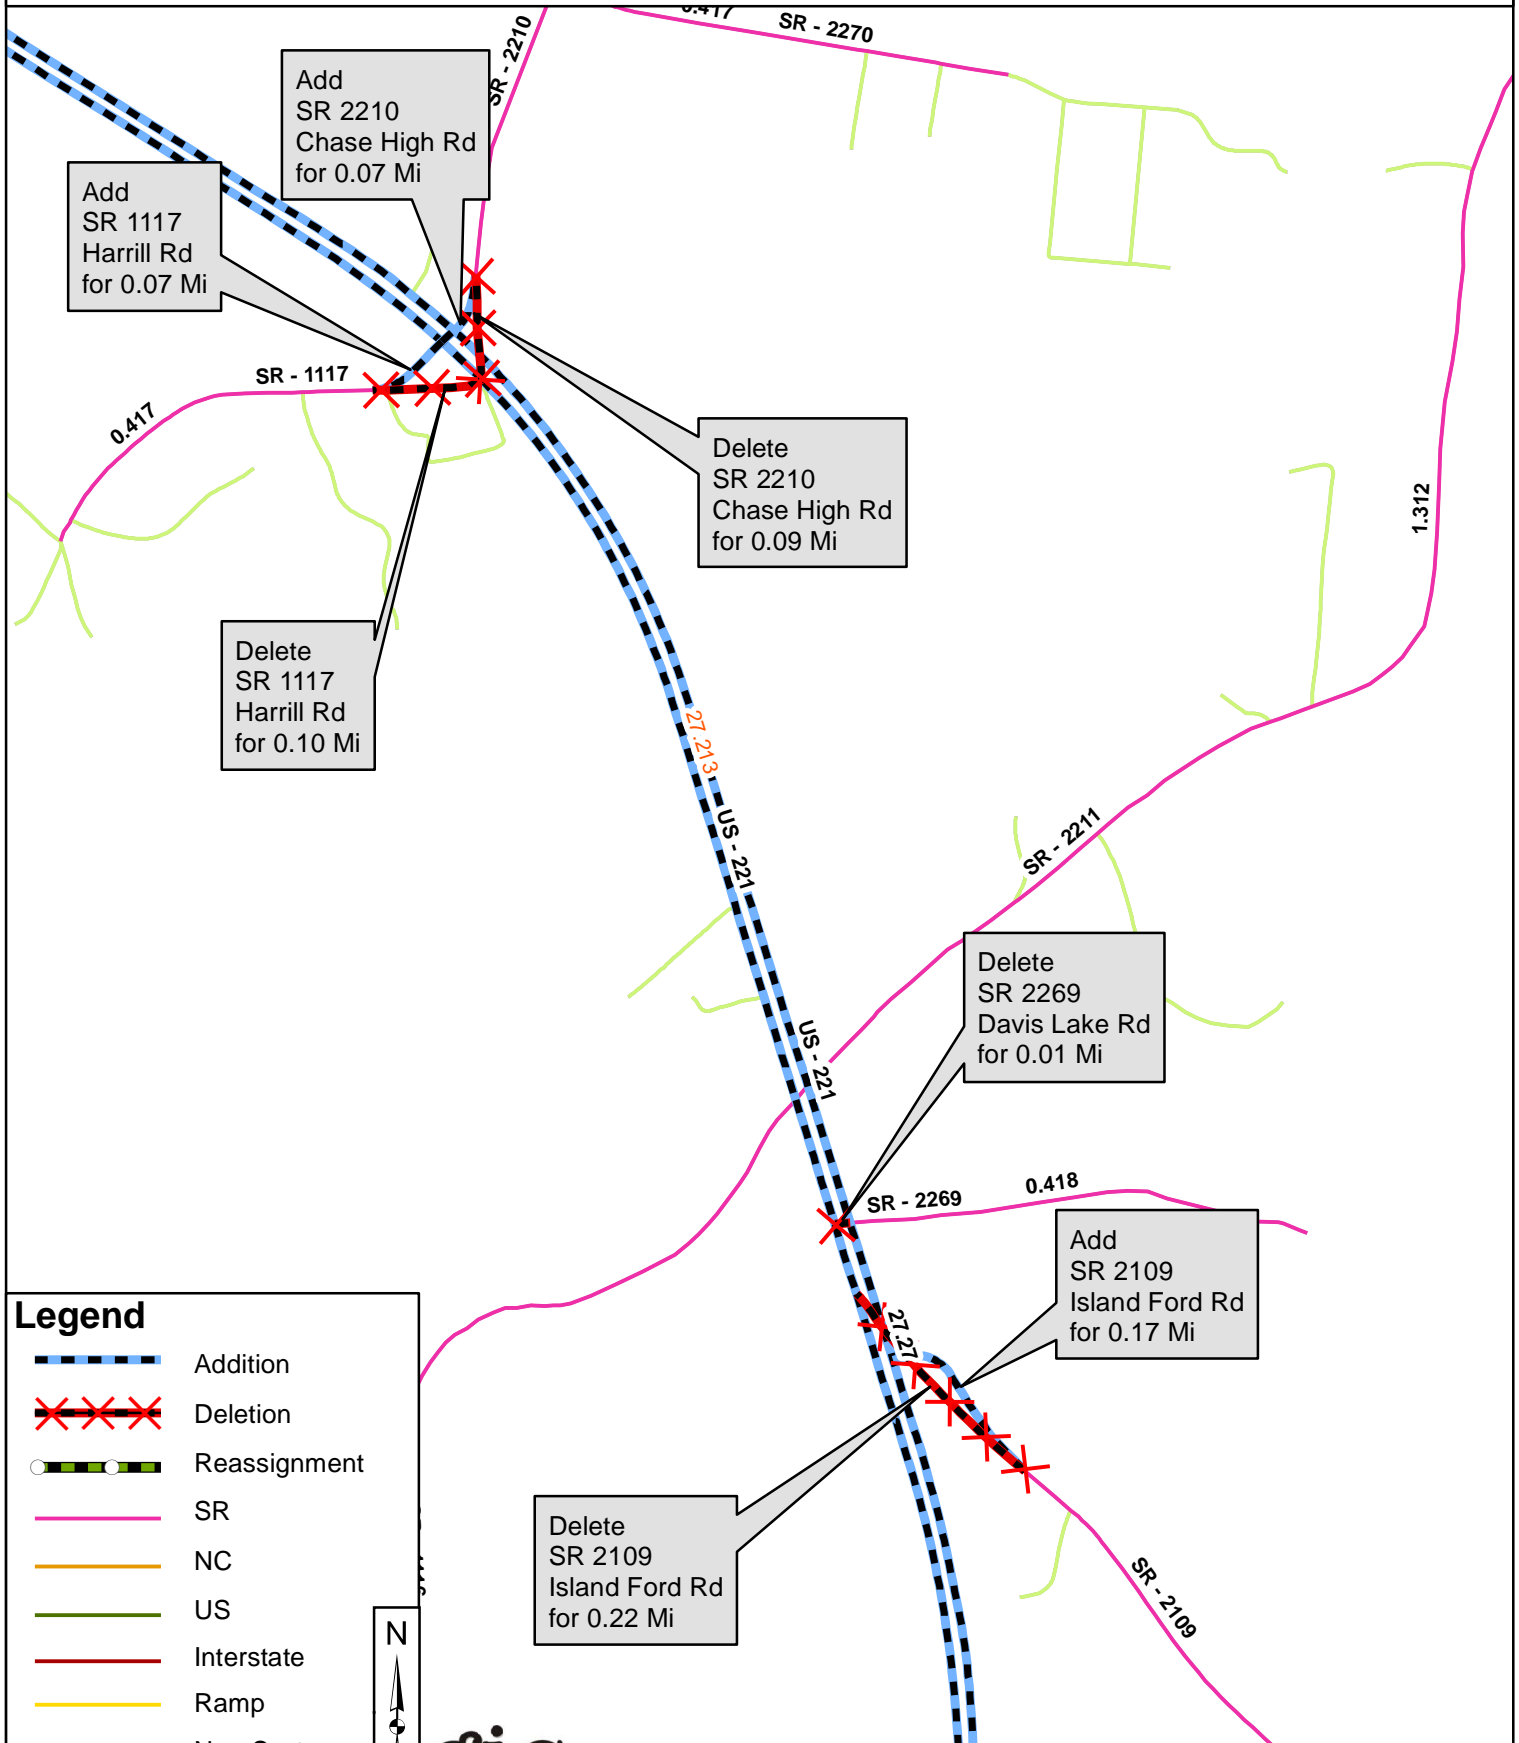 SR - 2270
SR - 2210
Add
SR 2210
Chase High Rd
for 0.07 Mi
Add
SR 1117
Harrill Rd
for 0.07 Mi
SR - 1117
0.417
Delete
SR 2210
Chase High Rd
for 0.09 Mi
1.312
Delete
SR 1117
Harrill Rd
for 0.10 Mi
27.213
US - 221
SR - 2211
Delete
SR 2269
Davis Lake Rd
for 0.01 Mi
US - 221
SR - 2269
0.418
Add
SR 2109
Island Ford Rd
for 0.17 Mi
27.27
Delete
SR 2109
Island Ford Rd
for 0.22 Mi
SR - 2109
Legend
Addition
Deletion
Reassignment
SR
NC
US
Interstate
Ramp
N